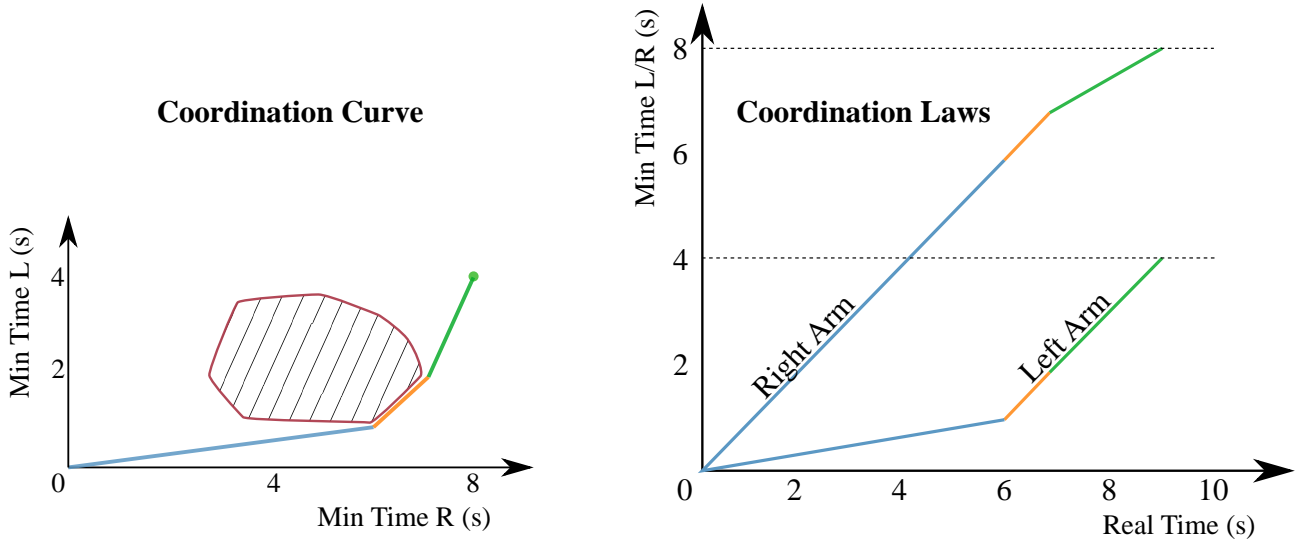 Coordination Curve
Min Time L (s)
4
2
0
4
8
Min Time R (s)
Min Time L/R (s)
Coordination Laws
8
6
4
2
Right Arm
Left Arm
0
2
4
6
8
10
Real Time (s)